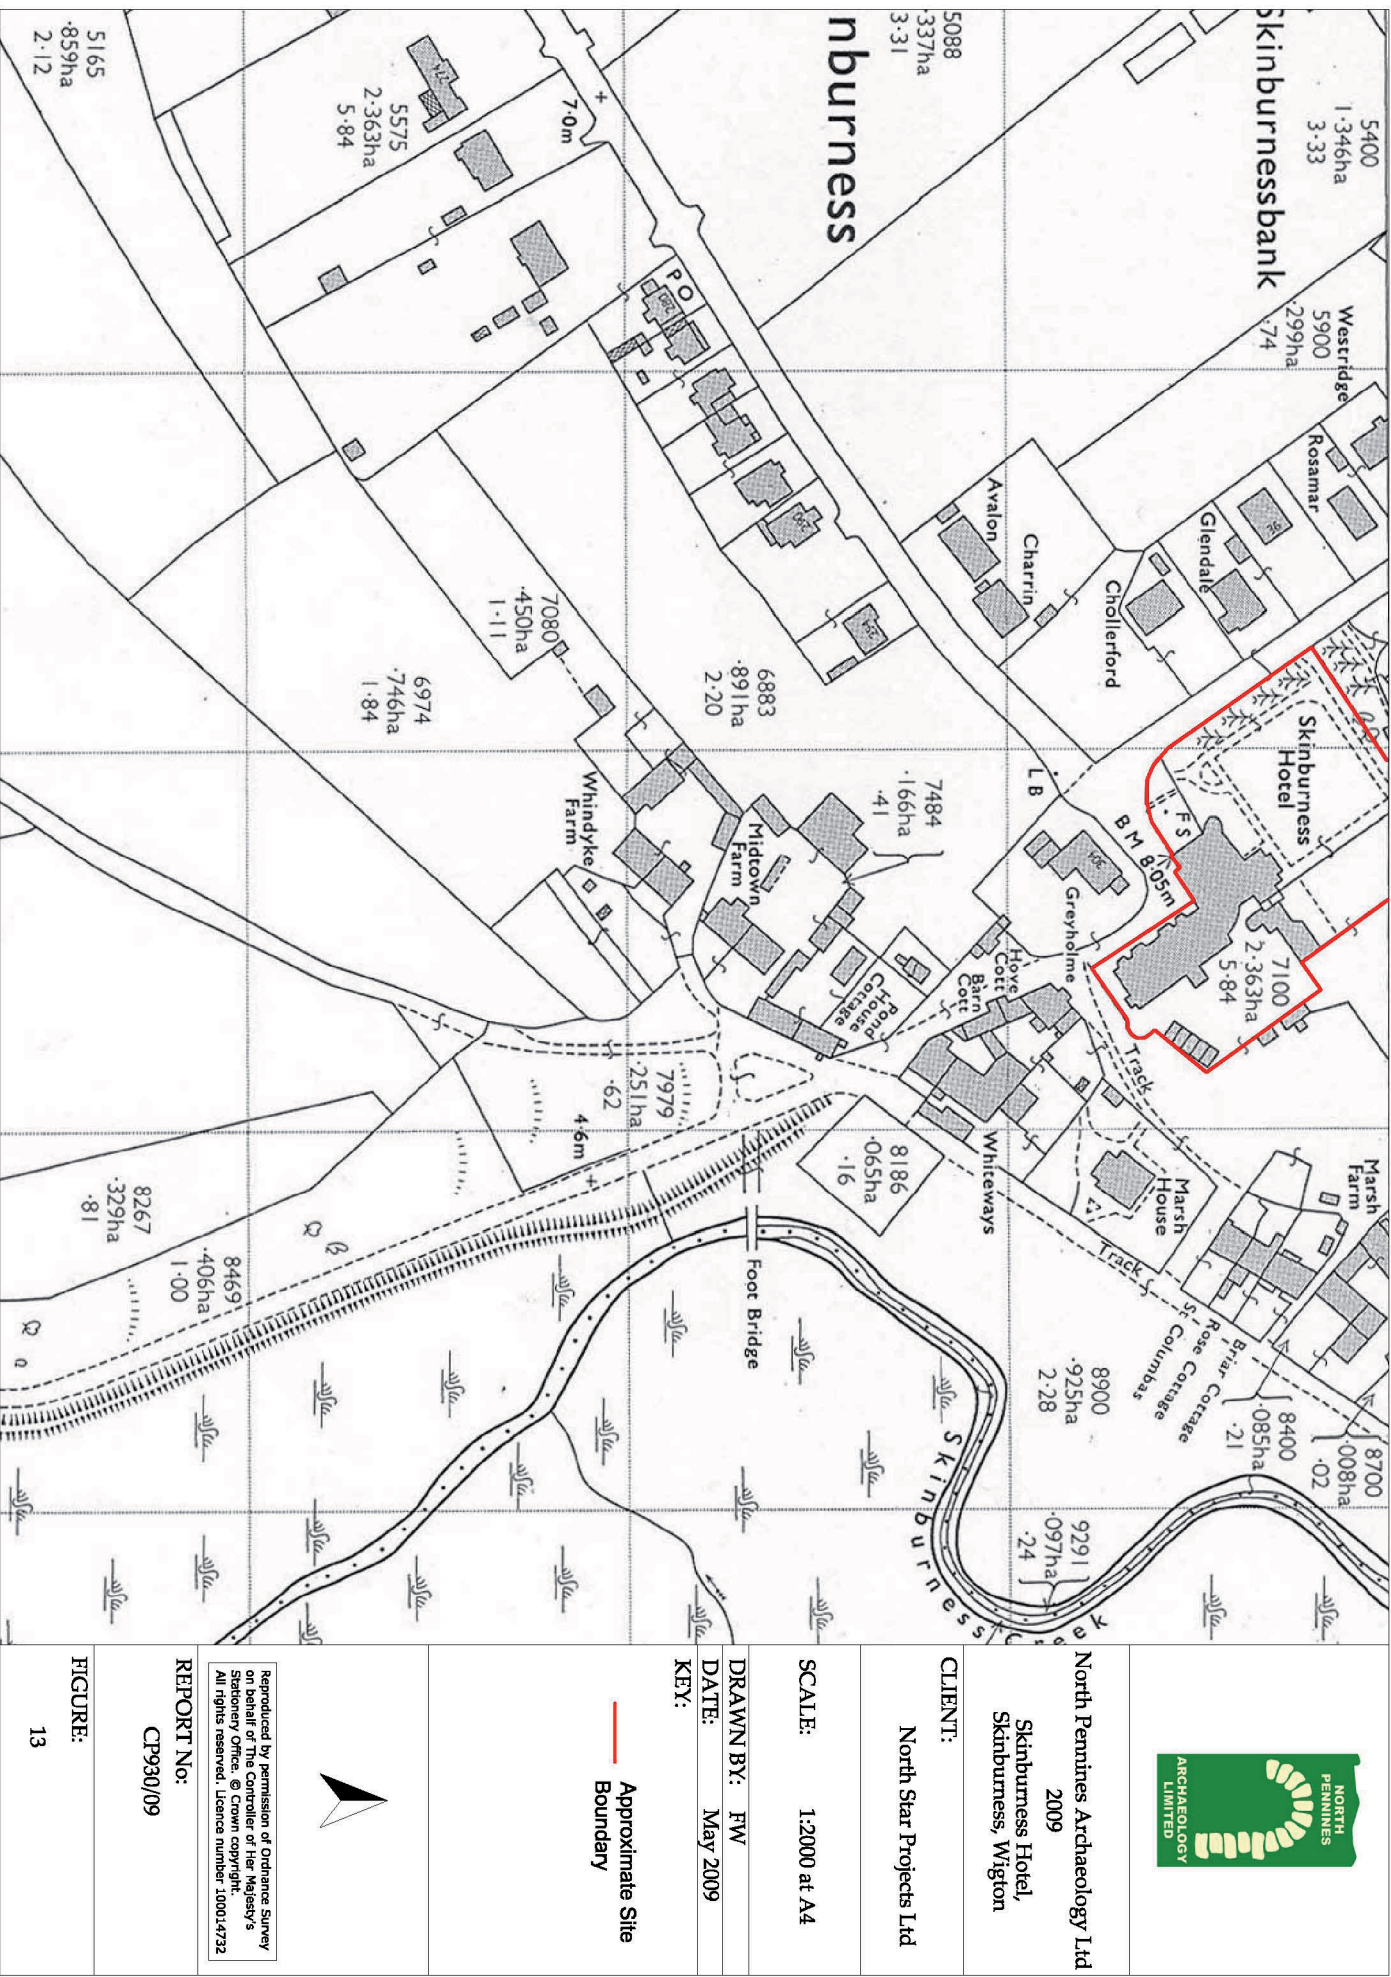 5400
1·346ha
3·33
Skinburnessbank
5088
·337ha
3·31
nburness
5165
·859ha
2·12
5575
2·363ha
5·84
7·0m
P O
Westridge
5900
·299ha
·74
Rosamar
36
Glendale
Chollerford
Charrin
Avalon
Skinburness
Hotel
F S
B M 8·05m
L B
7100
2·363ha
5·84
Greyholme
Hove
Cott
Barn
Cott
7484
·166ha
·41
6883
·891ha
2·20
7080
·450ha
1·11
6974
·746ha
1·84
Midtown
Farm
Whindyke
Farm
Pond
House
Cottage
Track
Whiteways
Marsh
House
Marsh
Farm
Track
St Columbas
Rose Cottage
Briar Cottage
7979
·251ha
·62
4·6m
8186
·065ha
·16
8267
·329ha
·81
8469
·406ha
1·00
Foot Bridge
8900
·925ha
2·28
8400
·085ha
·21
8700
·008ha
·02
9291
·097ha
·24
Skinburness
NORTH
PENNINES
ARCHAEOLOGY
LIMITED
North Pennines Archaeology Ltd
2009
Skinburness Hotel,
Skinburness, Wigton
CLIENT:
North Star Projects Ltd
SCALE: 1:2000 at A4
DRAWN BY: FW
DATE: May 2009
KEY:
Approximate Site
Boundary
Reproduced by permission of Ordnance Survey
on behalf of The Controller of Her Majesty's
Stationery Office. © Crown copyright.
All rights reserved. Licence number 100014732
REPORT No:
CP930/09
FIGURE:
13